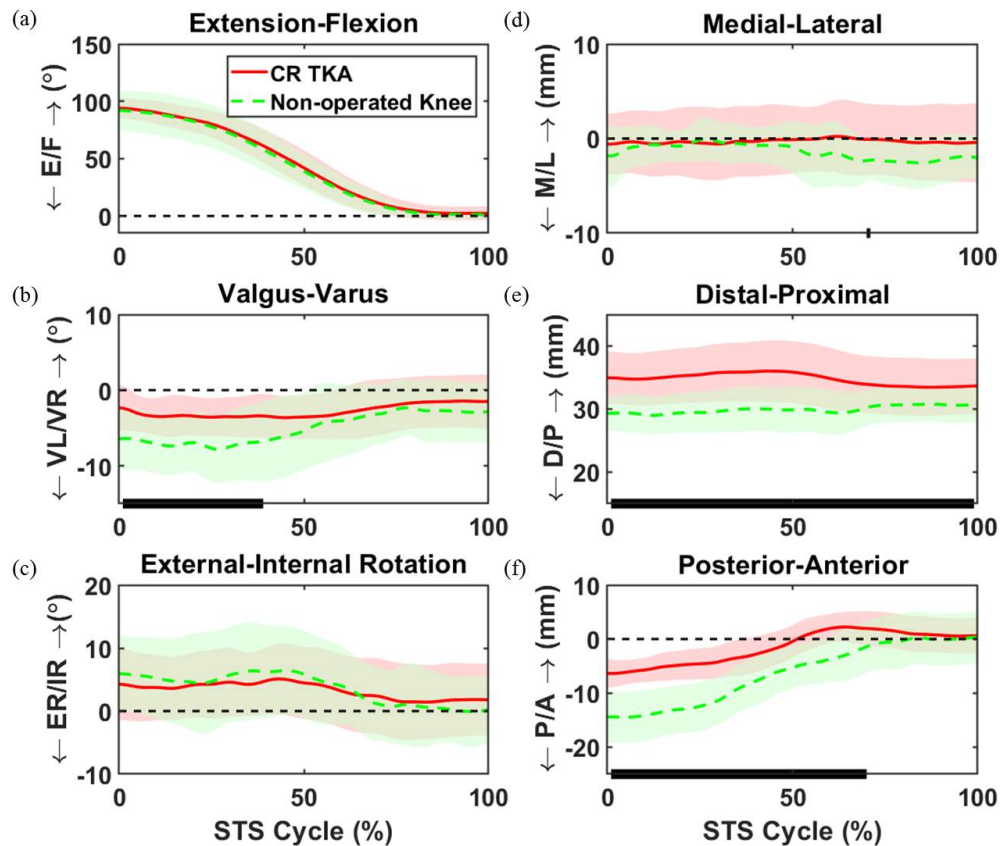 (a)
Extension-Flexion
150
100
50
0
← E/F → (°)
CR TKA
Non-operated Knee
0
50
100
(b)
Valgus-Varus
10
0
-10
← VL/VR → (°)
0
50
100
(c)
External-Internal Rotation
20
10
0
-10
← ER/IR →(°)
0
50
100
STS Cycle (%)
(d)
Medial-Lateral
10
0
-10
← M/L → (mm)
0
50
100
(e)
Distal-Proximal
40
30
20
← D/P → (mm)
0
50
100
(f)
Posterior-Anterior
10
0
-10
-20
← P/A → (mm)
0
50
100
STS Cycle (%)